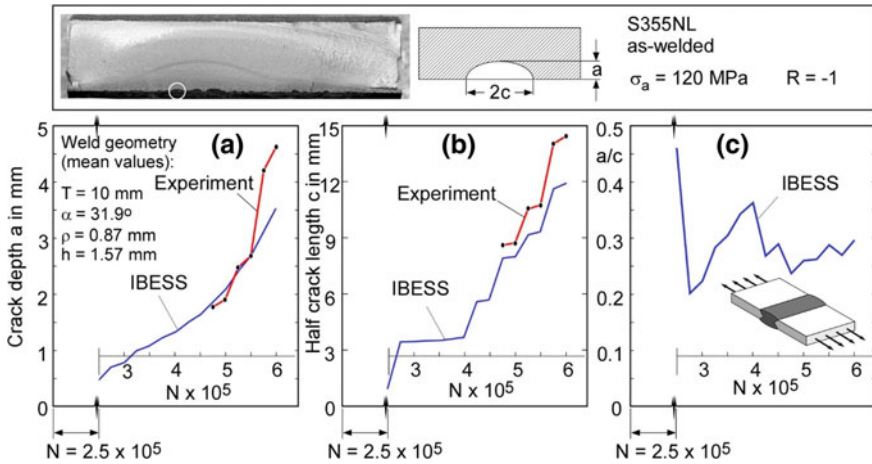 S355NL
as-welded
σa = 120 MPa R = -1
a
2c
5
4
3
2
1
0
Crack depth a in mm
Weld geometry
(mean values):
T = 10 mm
α = 31.9º
ρ = 0.87 mm
h = 1.57 mm
(a)
Experiment
IBESS
3 4 5 6
N x 10⁵
N = 2.5 x 10⁵
15
12
9
6
3
0
Half crack length c in mm
(b)
Experiment
IBESS
3 4 5 6
N x 10⁵
N = 2.5 x 10⁵
0.5
a/c
0.4
0.3
0.2
0.1
0
(c)
IBESS
3 4 5 6
N x 10⁵
N = 2.5 x 10⁵